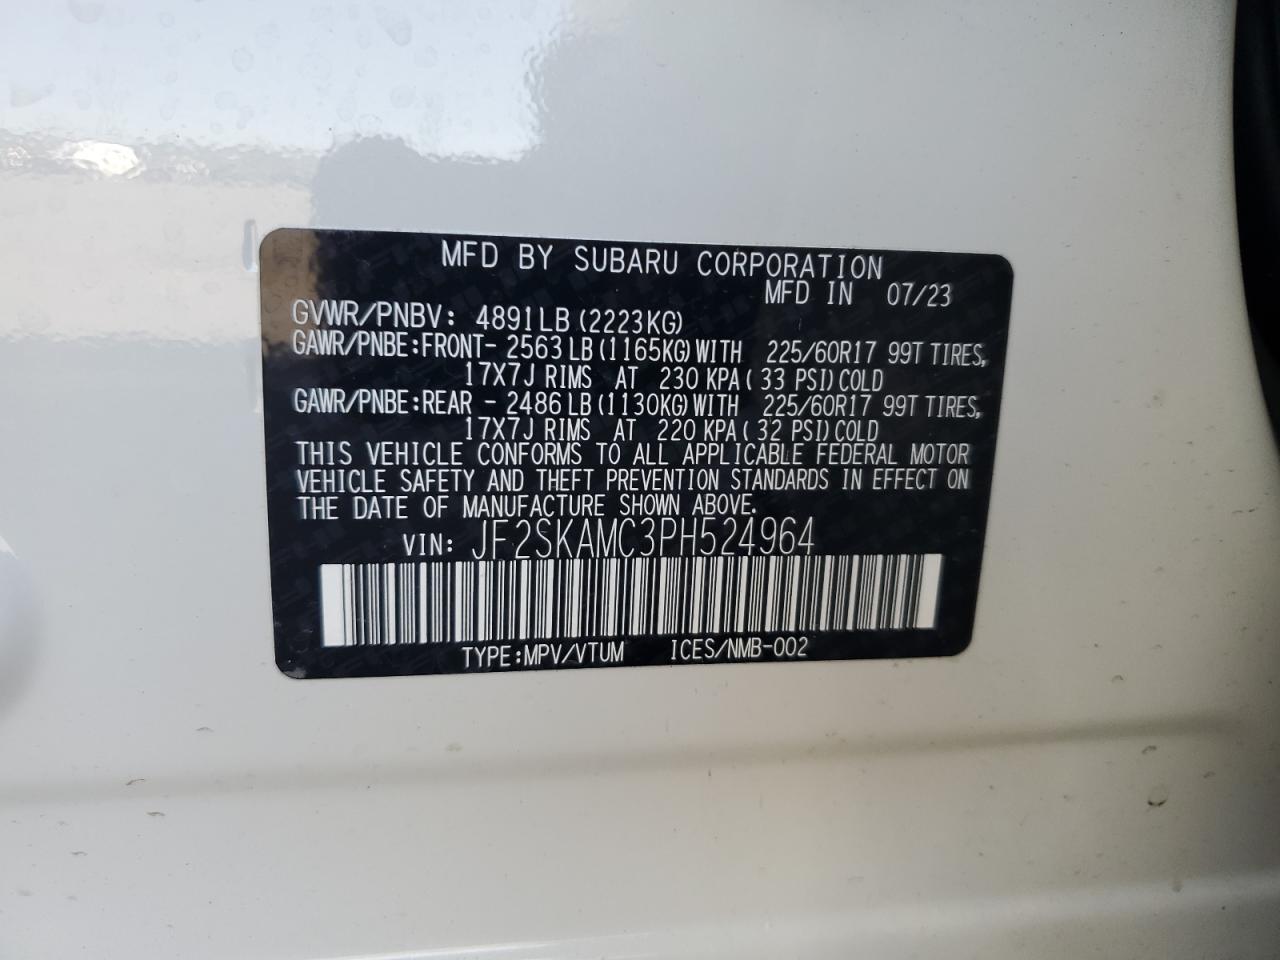 MFD BY SUBARU CORPORATION
MFD IN 07/23
GVWR/PNBV: 4891LB (2223KG)
GAWR/PNBE:FRONT- 2563 LB (1165KG) WITH 225/60R17 99T TIRES,
17X7J RIMS AT 230 KPA( 33 PSI) COLD
GAWR/PNBE:REAR - 2486 LB (1130KG) WITH 225/60R17 99T TIRES,
17X7J RIMS AT 220 KPA( 32 PSI) COLD
THIS VEHICLE CONFORMS TO ALL APPLICABLE FEDERAL MOTOR
VEHICLE SAFETY AND THEFT PREVENTION STANDARDS IN EFFECT ON
THE DATE OF MANUFACTURE SHOWN ABOVE.
VIN: JF2SKAMC3PH524964
TYPE:MPV/VTUM ICES/NMB-002